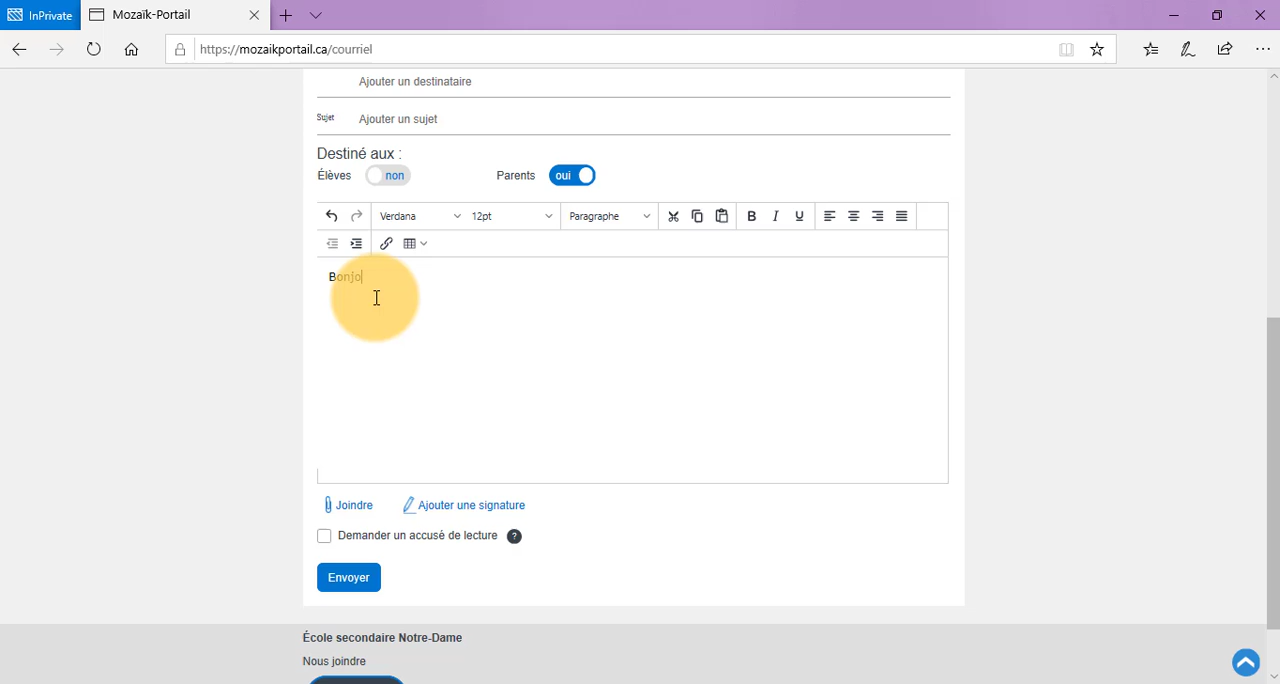 InPrivate Mozaïk-Portail
https://mozaikportail.ca/courriel
Ajouter un destinataire
Sujet Ajouter un sujet
Destiné aux :
Élèves non Parents oui
Verdana 12pt Paragraphe B I U
Bonjo
Joindre Ajouter une signature
Demander un accusé de lecture ?
Envoyer
École secondaire Notre-Dame
Nous joindre